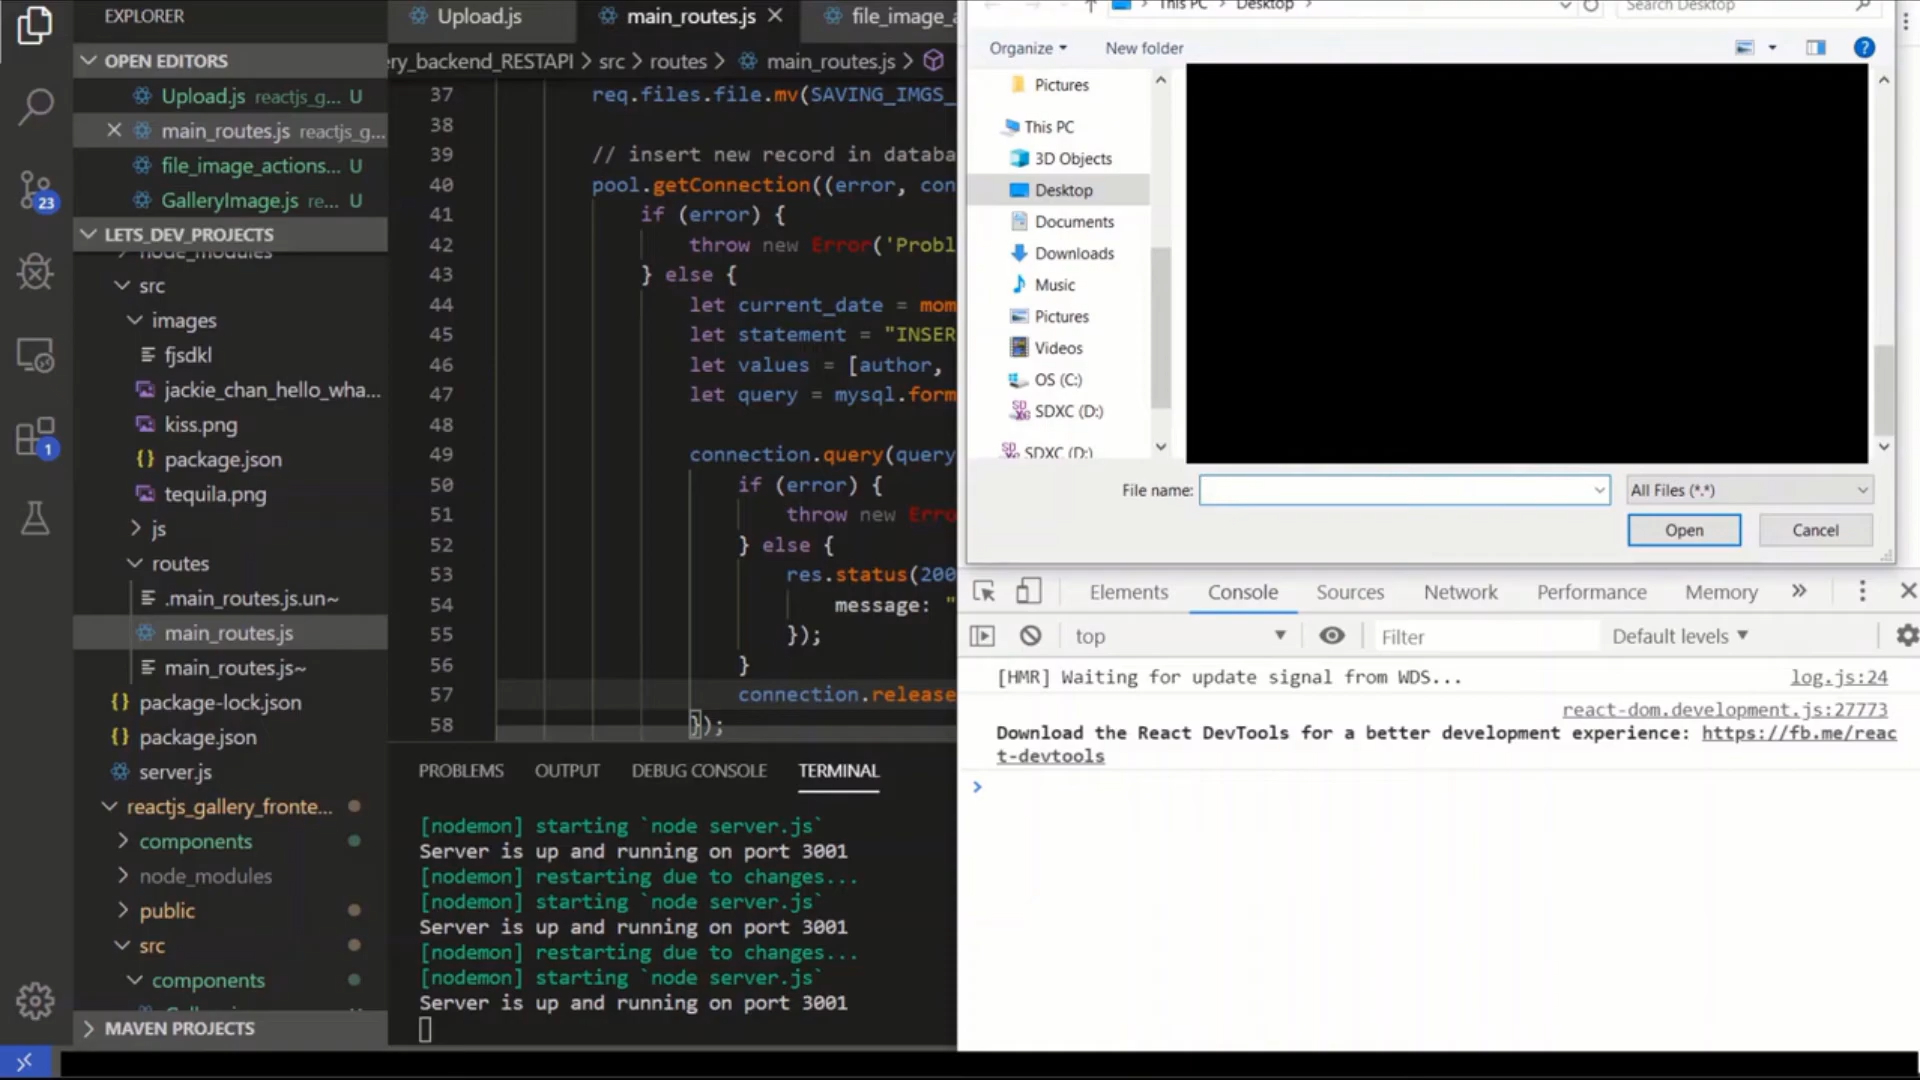 EXPLORER
OPEN EDITORS
Upload.js reactjs_g... U
main_routes.js reactjs_g...
file_image_actions... U
GalleryImage.js re... U
LETS_DEV_PROJECTS
node_modules
src
images
fjsdkl
jackie_chan_hello_wha...
kiss.png
package.json
tequila.png
js
routes
.main_routes.js.un~
main_routes.js
main_routes.js~
package-lock.json
package.json
server.js
reactjs_gallery_fronte...
components
node_modules
public
src
components
MAVEN PROJECTS
23
1
Upload.js
main_routes.js
file_image_a
ry_backend_RESTAPI > src > routes > main_routes.js >
37 req.files.file.mv(SAVING_IMGS_
38
39 // insert new record in databa
40 pool.getConnection((error, con
41 if (error) {
42 throw new Error('Probl
43 } else {
44 let current_date = mom
45 let statement = "INSER
46 let values = [author,
47 let query = mysql.form
48
49 connection.query(query
50 if (error) {
51 throw new Erro
52 } else {
53 res.status(200
54 message: "
55 });
56 }
57 connection.release
58 });
PROBLEMS OUTPUT DEBUG CONSOLE TERMINAL
[nodemon] starting `node server.js`
Server is up and running on port 3001
[nodemon] restarting due to changes...
[nodemon] starting `node server.js`
Server is up and running on port 3001
[nodemon] restarting due to changes...
[nodemon] starting `node server.js`
Server is up and running on port 3001
This PC > Desktop >
Search Desktop
Organize New folder
Pictures
This PC
3D Objects
Desktop
Documents
Downloads
Music
Pictures
Videos
OS (C:)
SDXC (D:)
SDXC (D:)
File name:
All Files (*.*)
Open Cancel
Elements Console Sources Network Performance Memory
top Filter Default levels
[HMR] Waiting for update signal from WDS... log.js:24
react-dom.development.js:27773
Download the React DevTools for a better development experience: https://fb.me/reac
t-devtools